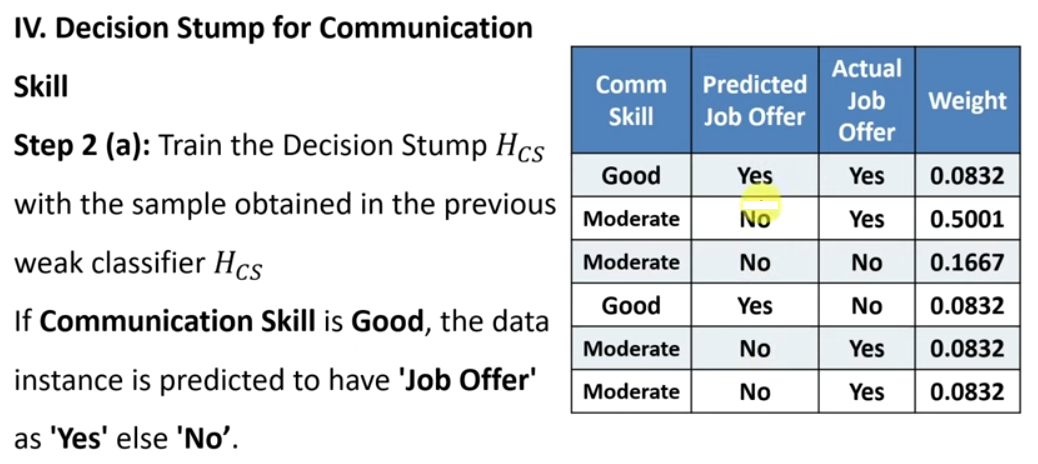 IV. Decision Stump for Communication
Skill
Step 2 (a): Train the Decision Stump H_CS
with the sample obtained in the previous
weak classifier H_CS
If Communication Skill is Good, the data
instance is predicted to have 'Job Offer'
as 'Yes' else 'No’.
Comm Skill | Predicted Job Offer | Actual Job Offer | Weight
Good | Yes | Yes | 0.0832
Moderate | No | Yes | 0.5001
Moderate | No | No | 0.1667
Good | Yes | No | 0.0832
Moderate | No | Yes | 0.0832
Moderate | No | Yes | 0.0832